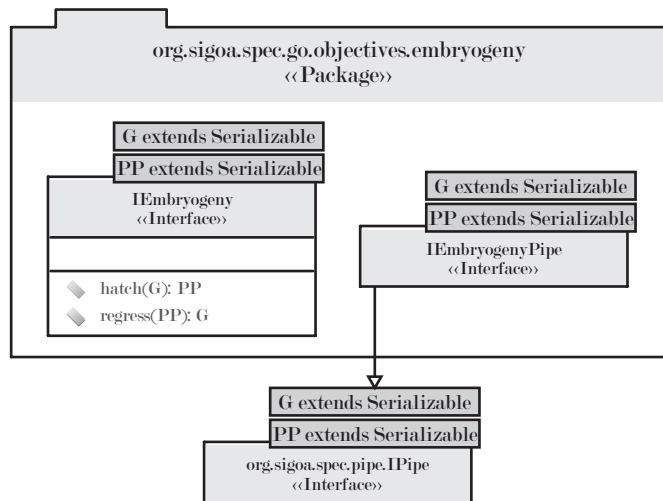 org.sigoa.spec.go.objectives.embryogeny
‹‹Package››
G extends Serializable
PP extends Serializable
IEmbryogeny
‹‹Interface››
hatch(G): PP
regress(PP): G
G extends Serializable
PP extends Serializable
IEmbryogenyPipe
‹‹Interface››
G extends Serializable
PP extends Serializable
org.sigoa.spec.pipe.IPipe
‹‹Interface››